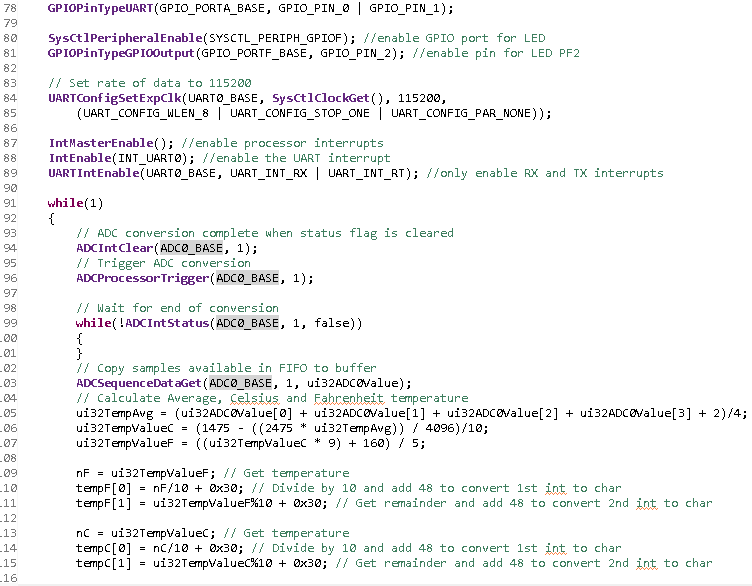 78 GPIOPinTypeUART(GPIO_PORTA_BASE, GPIO_PIN_0 | GPIO_PIN_1);
79
80 SysCtlPeripheralEnable(SYSCTL_PERIPH_GPIOF); //enable GPIO port for LED
81 GPIOPinTypeGPIOOutput(GPIO_PORTF_BASE, GPIO_PIN_2); //enable pin for LED PF2
82
83 // Set rate of data to 115200
84 UARTConfigSetExpClk(UART0_BASE, SysCtlClockGet(), 115200,
85 (UART_CONFIG_WLEN_8 | UART_CONFIG_STOP_ONE | UART_CONFIG_PAR_NONE));
86
87 IntMasterEnable(); //enable processor interrupts
88 IntEnable(INT_UART0); //enable the UART interrupt
89 UARTIntEnable(UART0_BASE, UART_INT_RX | UART_INT_RT); //only enable RX and TX interrupts
90
91 while(1)
92 {
93 // ADC conversion complete when status flag is cleared
94 ADCIntClear(ADC0_BASE, 1);
95 // Trigger ADC conversion
96 ADCProcessorTrigger(ADC0_BASE, 1);
97
98 // Wait for end of conversion
99 while(!ADCIntStatus(ADC0_BASE, 1, false))
00 {
01 }
02 // Copy samples available in FIFO to buffer
03 ADCSequenceDataGet(ADC0_BASE, 1, ui32ADC0Value);
04 // Calculate Average, Celsius and Fahrenheit temperature
05 ui32TempAvg = (ui32ADC0Value[0] + ui32ADC0Value[1] + ui32ADC0Value[2] + ui32ADC0Value[3] + 2)/4;
06 ui32TempValueC = (1475 - ((2475 * ui32TempAvg)) / 4096)/10;
07 ui32TempValueF = ((ui32TempValueC * 9) + 160) / 5;
08
09 nF = ui32TempValueF; // Get temperature
10 tempF[0] = nF/10 + 0x30; // Divide by 10 and add 48 to convert 1st int to char
11 tempF[1] = ui32TempValueF%10 + 0x30; // Get remainder and add 48 to convert 2nd int to char
12
13 nC = ui32TempValueC; // Get temperature
14 tempC[0] = nC/10 + 0x30; // Divide by 10 and add 48 to convert 1st int to char
15 tempC[1] = ui32TempValueC%10 + 0x30; // Get remainder and add 48 to convert 2nd int to char
16